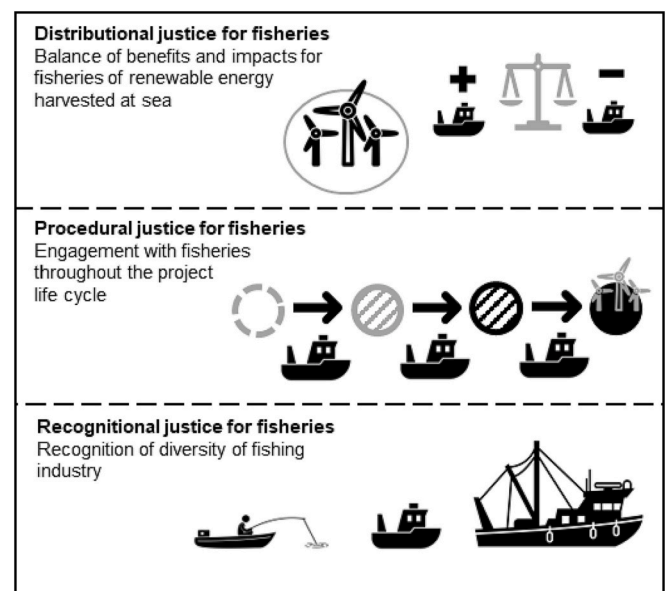 Distributional justice for fisheries
Balance of benefits and impacts for
fisheries of renewable energy
harvested at sea
+
−
Procedural justice for fisheries
Engagement with fisheries
throughout the project
life cycle
Recognitional justice for fisheries
Recognition of diversity of fishing
industry